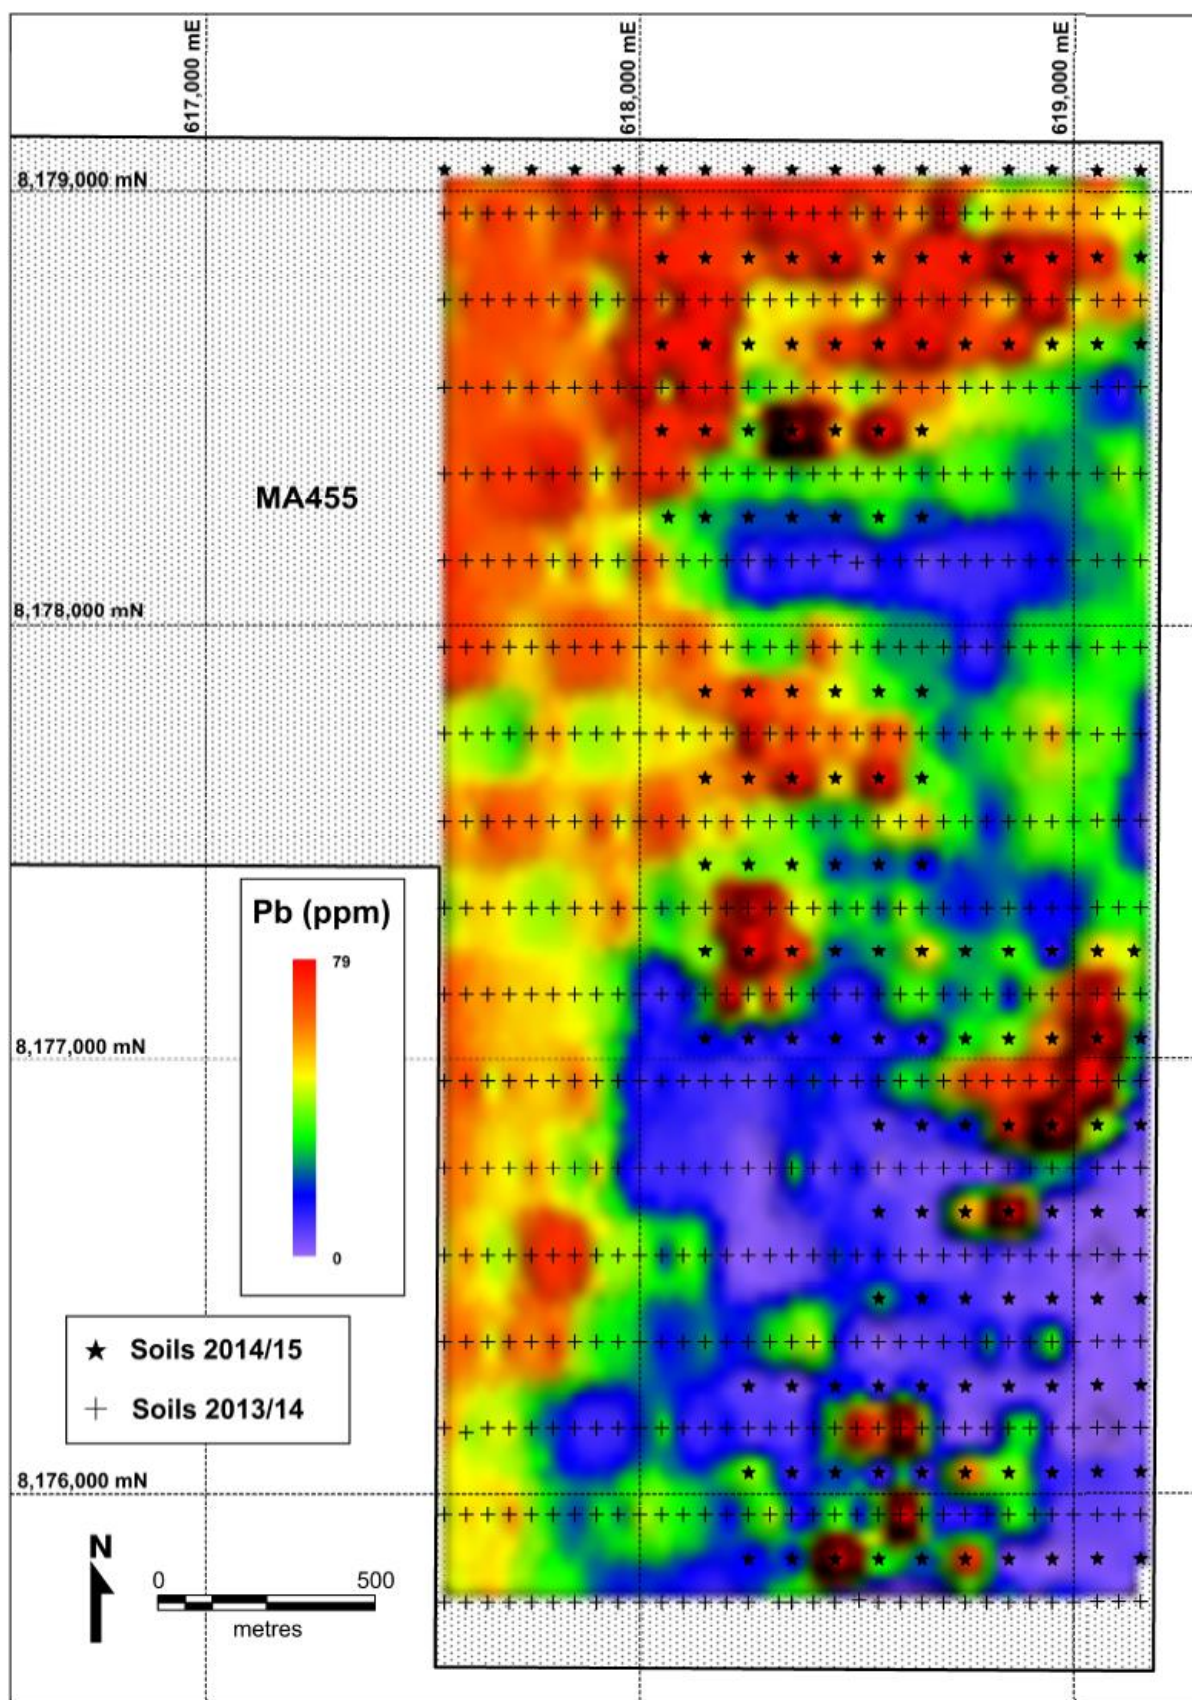 617,000 mE
618,000 mE
619,000 mE
8,179,000 mN
MA455
8,178,000 mN
Pb (ppm)
79
0
8,177,000 mN
Soils 2014/15
Soils 2013/14
8,176,000 mN
N
0 500
metres